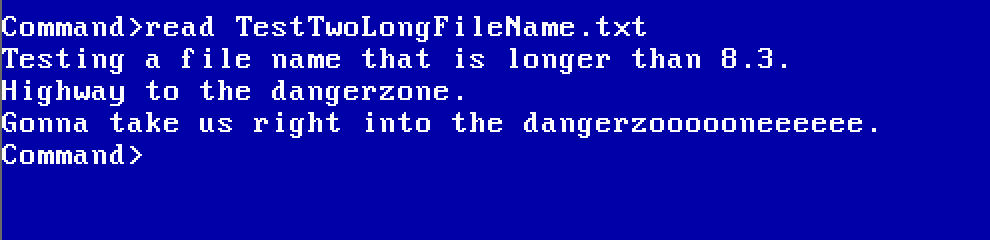 Command>read TestTwoLongFileName.txt
Testing a file name that is longer than 8.3.
Highway to the dangerzone.
Gonna take us right into the dangerzoooooneeeeee.
Command>